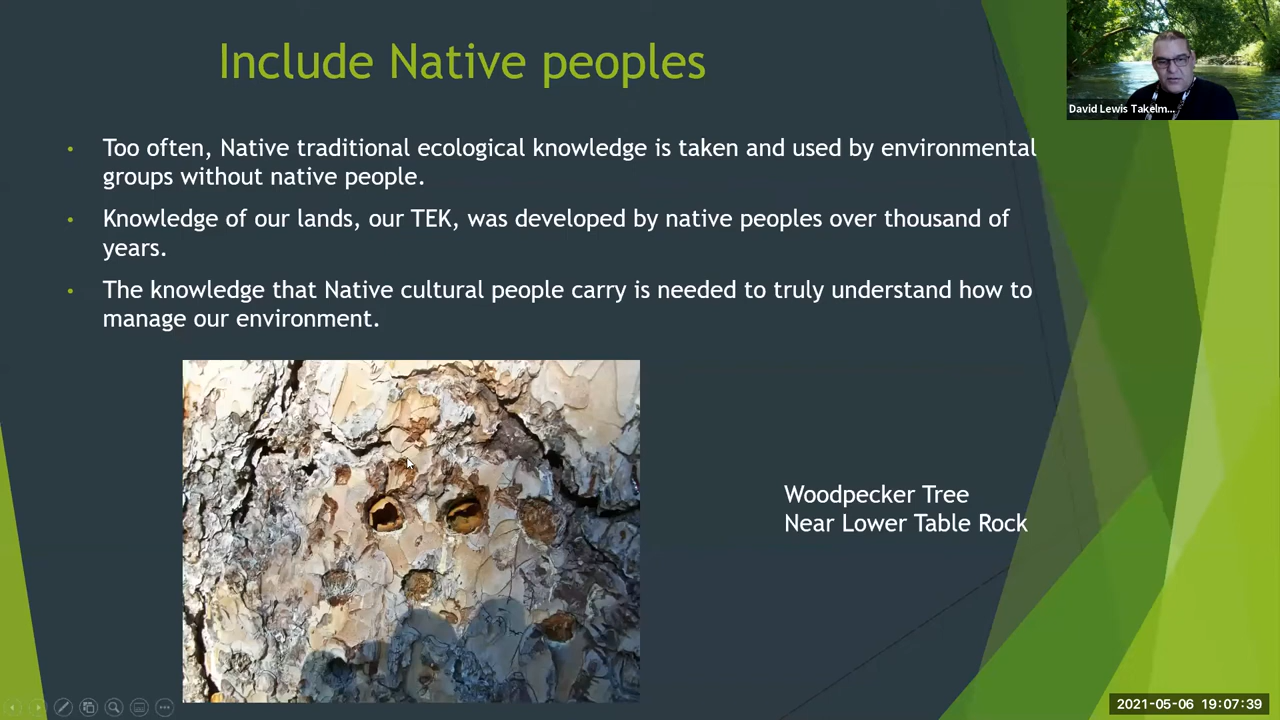 Include Native peoples
David Lewis Takelm...
Too often, Native traditional ecological knowledge is taken and used by environmental
groups without native people.
Knowledge of our lands, our TEK, was developed by native peoples over thousand of
years.
The knowledge that Native cultural people carry is needed to truly understand how to
manage our environment.
Woodpecker Tree
Near Lower Table Rock
2021-05-06 19:07:39